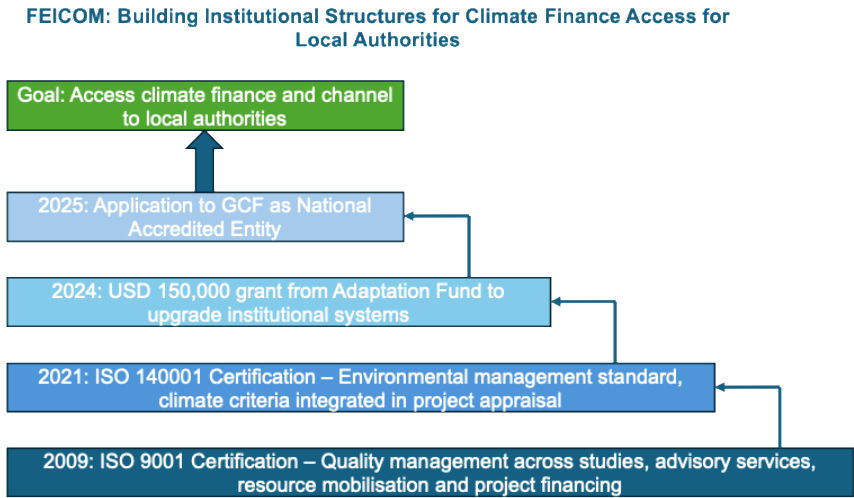 FEICOM: Building Institutional Structures for Climate Finance Access for
Local Authorities
Goal: Access climate finance and channel
to local authorities
2025: Application to GCF as National
Accredited Entity
2024: USD 150,000 grant from Adaptation Fund to
upgrade institutional systems
2021: ISO 140001 Certification – Environmental management standard,
climate criteria integrated in project appraisal
2009: ISO 9001 Certification – Quality management across studies, advisory services,
resource mobilisation and project financing